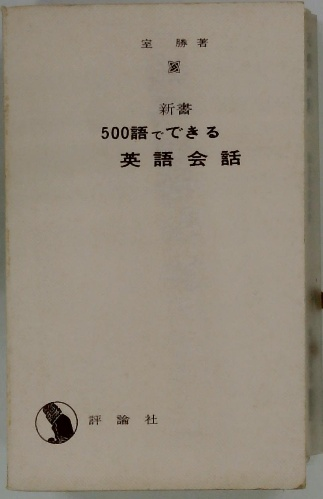 室 勝 著
新書
500語でできる
英語会話
評論社